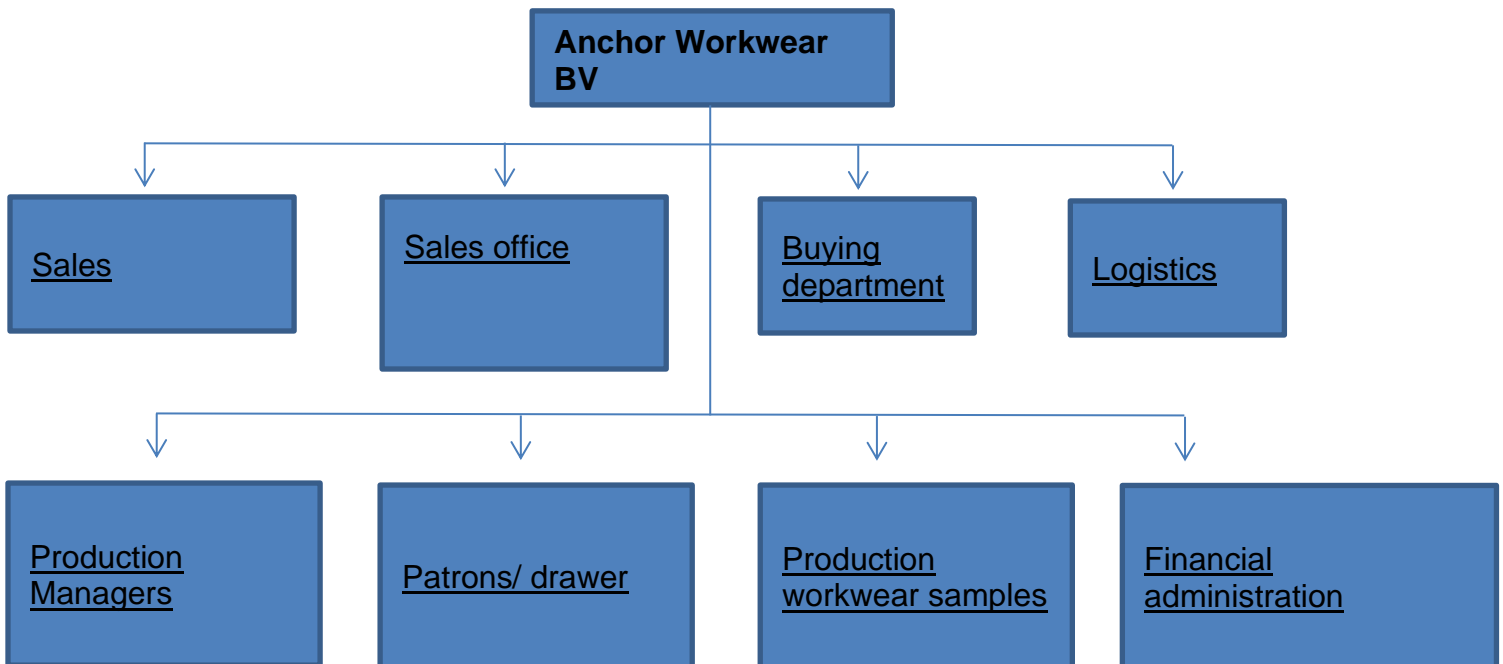 Anchor Workwear
BV
Sales
Sales office
Buying
department
Logistics
Production
Managers
Patrons/ drawer
Production
workwear samples
Financial
administration